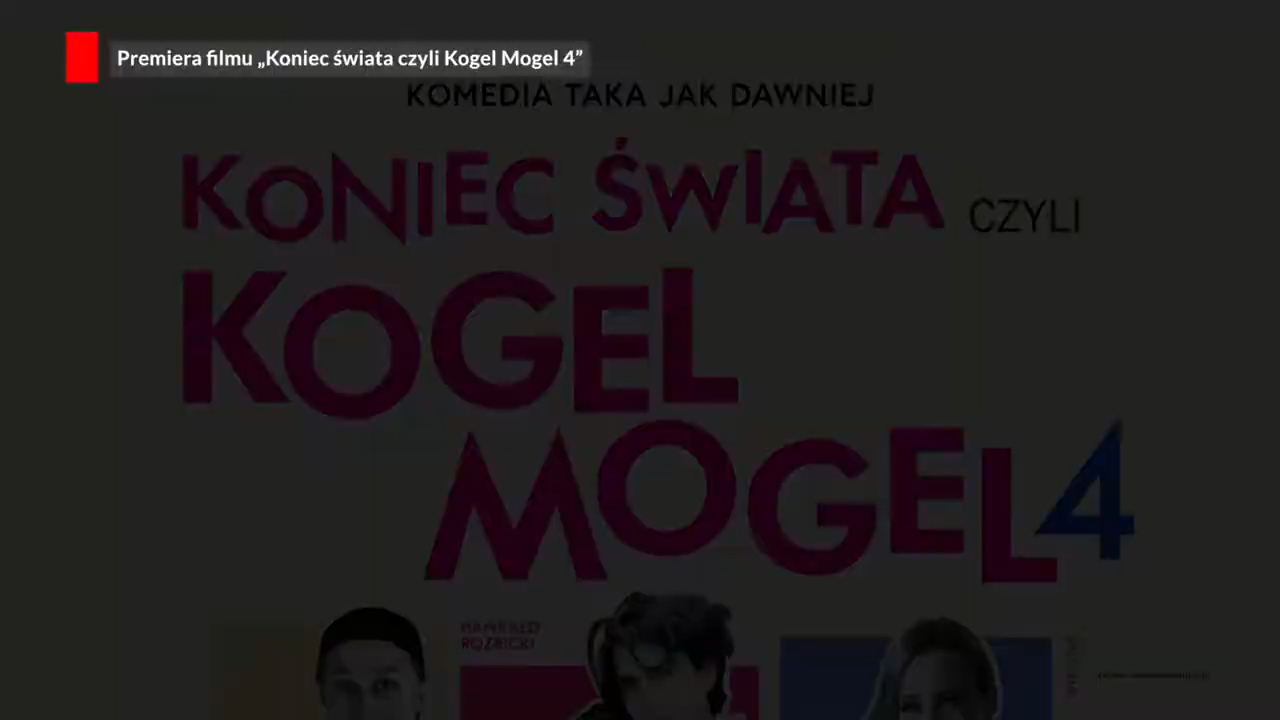 Premiera filmu „Koniec świata czyli Kogel Mogel 4”
KOMEDIA TAKA JAK DAWNIEJ
KONIEC ŚWIATA CZYLI
KOGEL
MOGEL 4